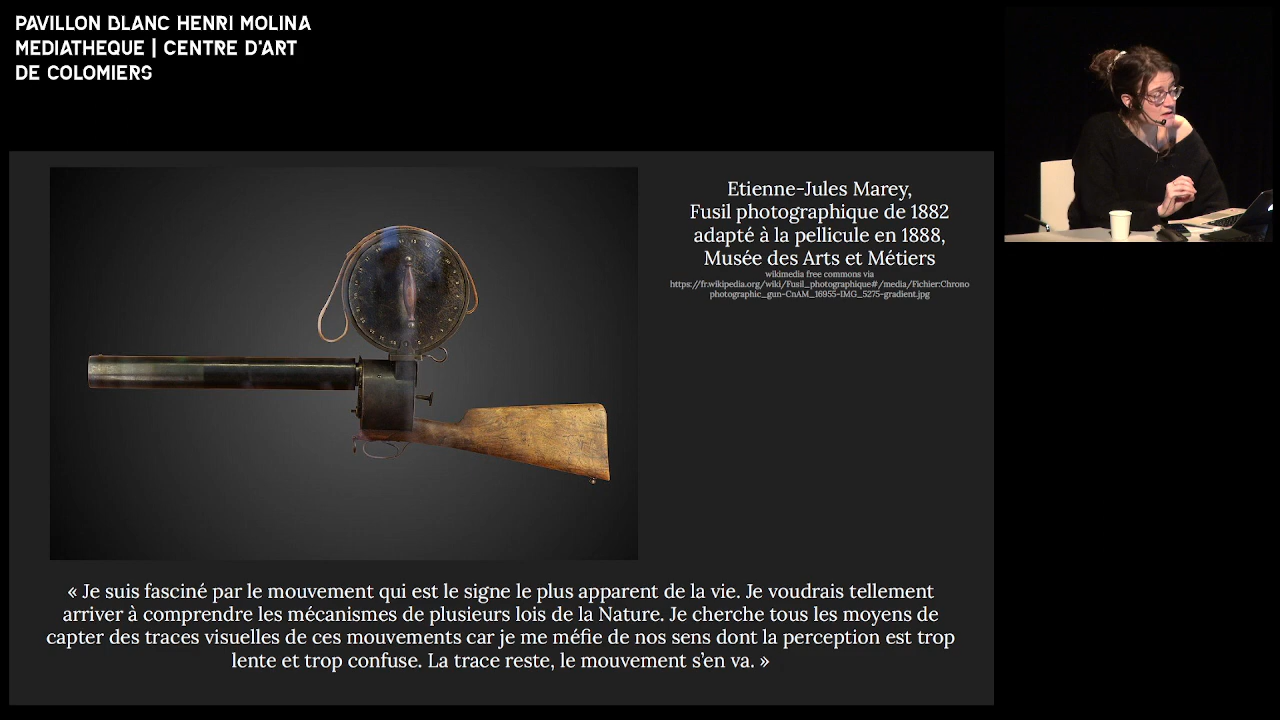 PAVILLON BLANC HENRI MOLINA
MEDIATHEQUE | CENTRE D'ART
DE COLOMIERS
Etienne-Jules Marey,
Fusil photographique de 1882
adapté à la pellicule en 1888,
Musée des Arts et Métiers
wikimedia free commons via
https://fr.wikipedia.org/wiki/Fusil_photographique#/media/Fichier:Chrono
photographic_gun-CnAM_16955-IMG_5275-gradient.jpg
« Je suis fasciné par le mouvement qui est le signe le plus apparent de la vie. Je voudrais tellement
arriver à comprendre les mécanismes de plusieurs lois de la Nature. Je cherche tous les moyens de
capter des traces visuelles de ces mouvements car je me méfie de nos sens dont la perception est trop
lente et trop confuse. La trace reste, le mouvement s’en va. »